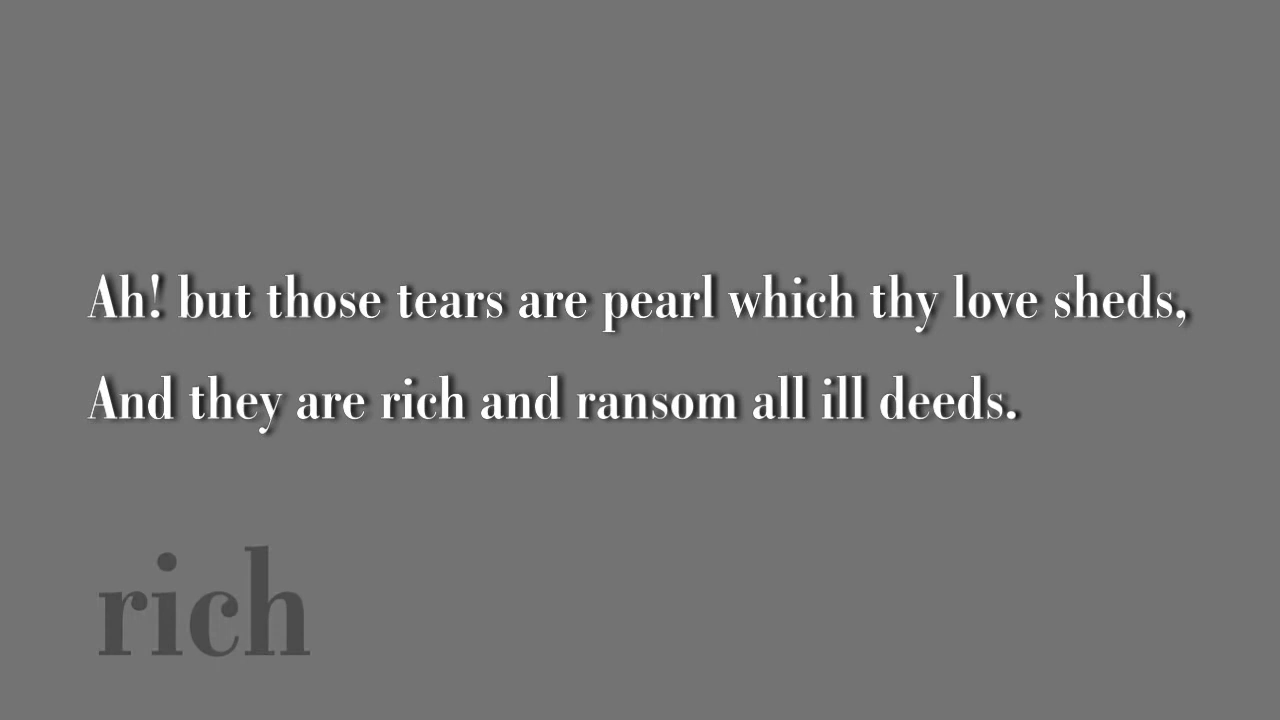 Ah! but those tears are pearl which thy love sheds,
And they are rich and ransom all ill deeds.
rich